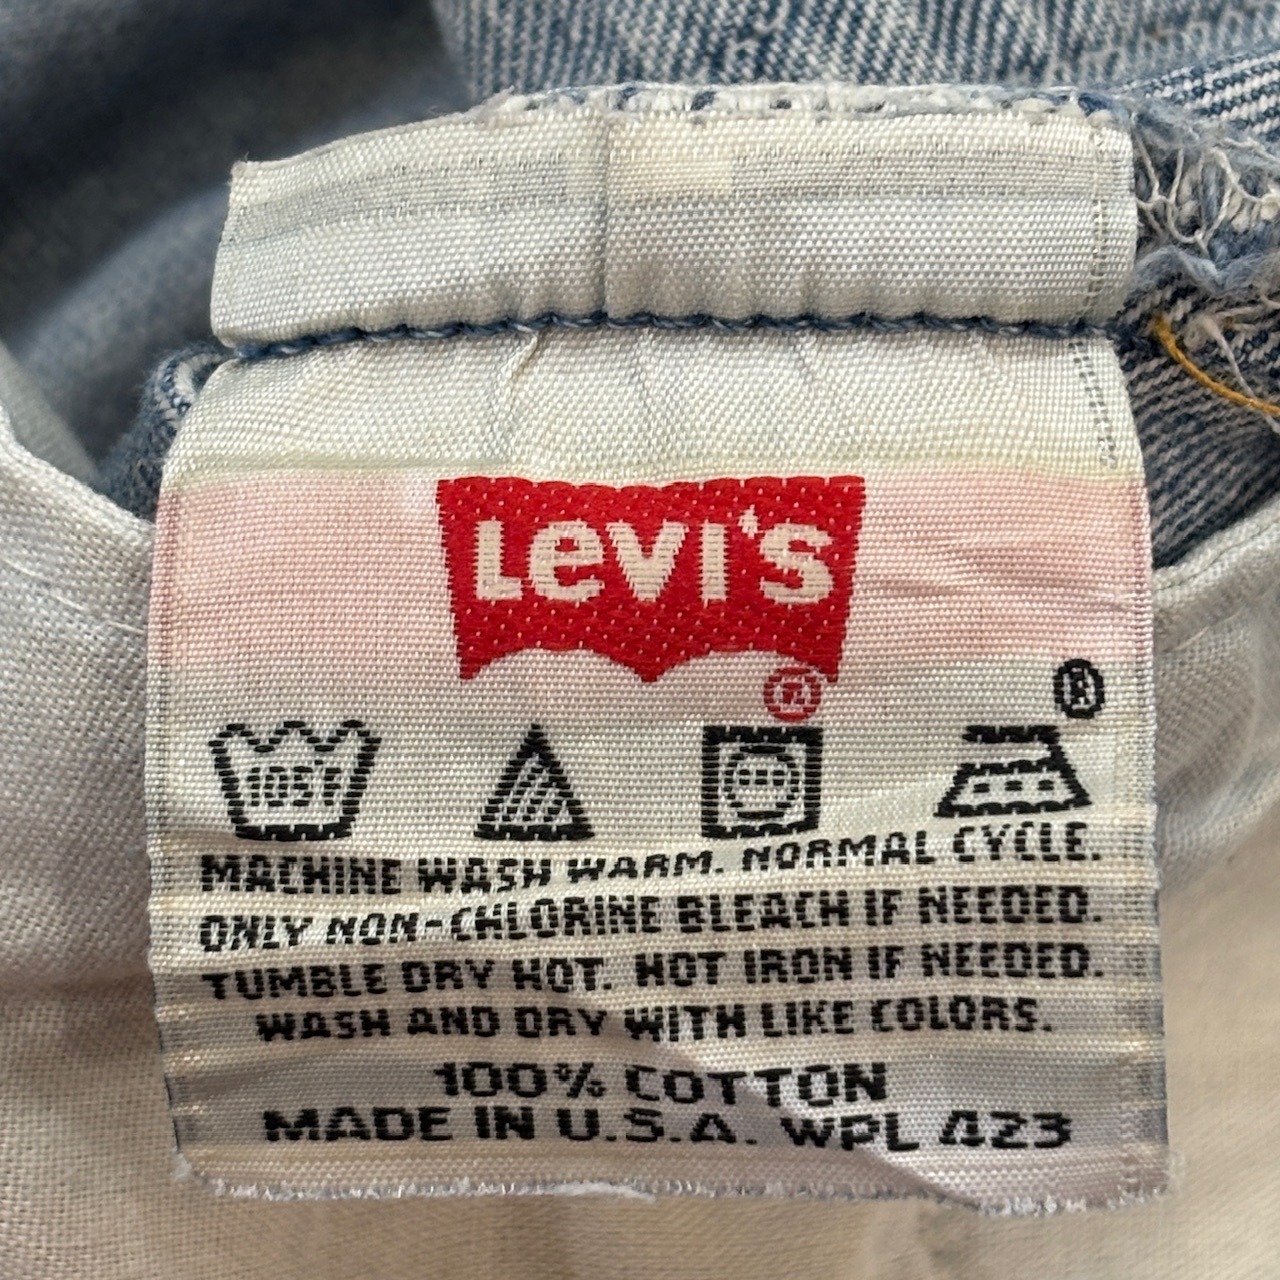 LEVI'S
®
®
105F
MACHINE WASH WARM. NORMAL CYCLE.
ONLY NON-CHLORINE BLEACH IF NEEDED.
TUMBLE DRY HOT. HOT IRON IF NEEDED.
WASH AND DRY WITH LIKE COLORS.
100% COTTON
MADE IN U.S.A. WPL 423